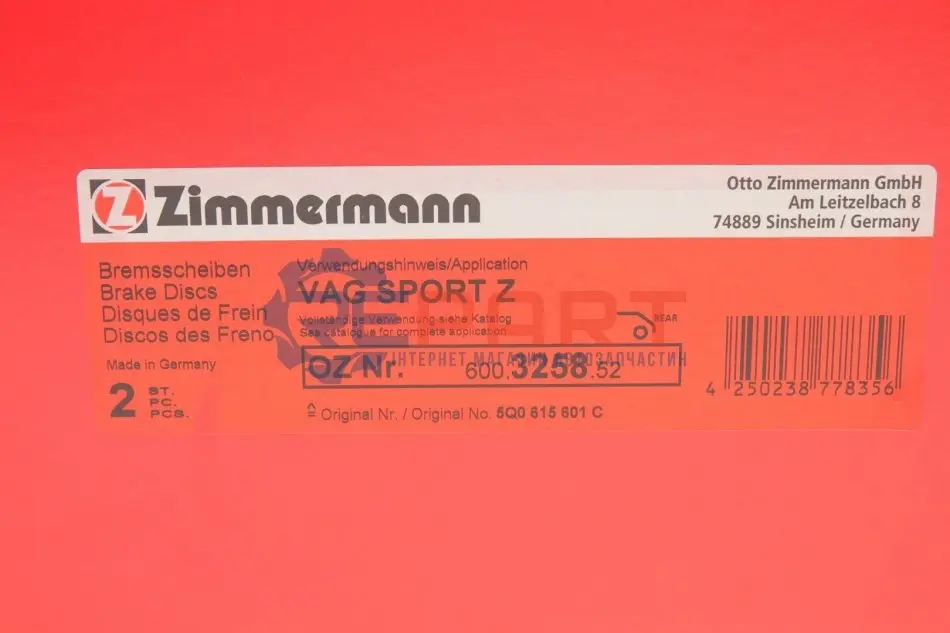 Z Zimmermann
Otto Zimmermann GmbH
Am Leitzelbach 8
74889 Sinsheim / Germany
Bremsscheiben
Brake Discs
Disques de Frein
Discos des Freno
Made in Germany
2 ST.
PC.
PCS.
Verwendungshinweis/Application
VAG SPORT Z
Vollständige Verwendung siehe Katalog
See catalogue for complete application
REAR
PART
ІНТЕРНЕТ МАГАЗИН АВТОЗАПЧАСТИН
OZ Nr. 600.3258.52
≙ Original Nr. / Original No. 5Q0 615 601 C
4 250238 778356